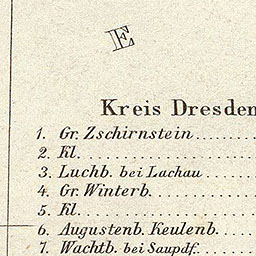 E
Kreis Dresden
1. Gr. Zschirnstein..........
2. Kl..........
3. Luchb. bei Lachau..........
4. Gr. Winterb..........
5. Kl..........
6. Augustenb. Keulenb..........
7. Wachtb. bei Saupdf..........